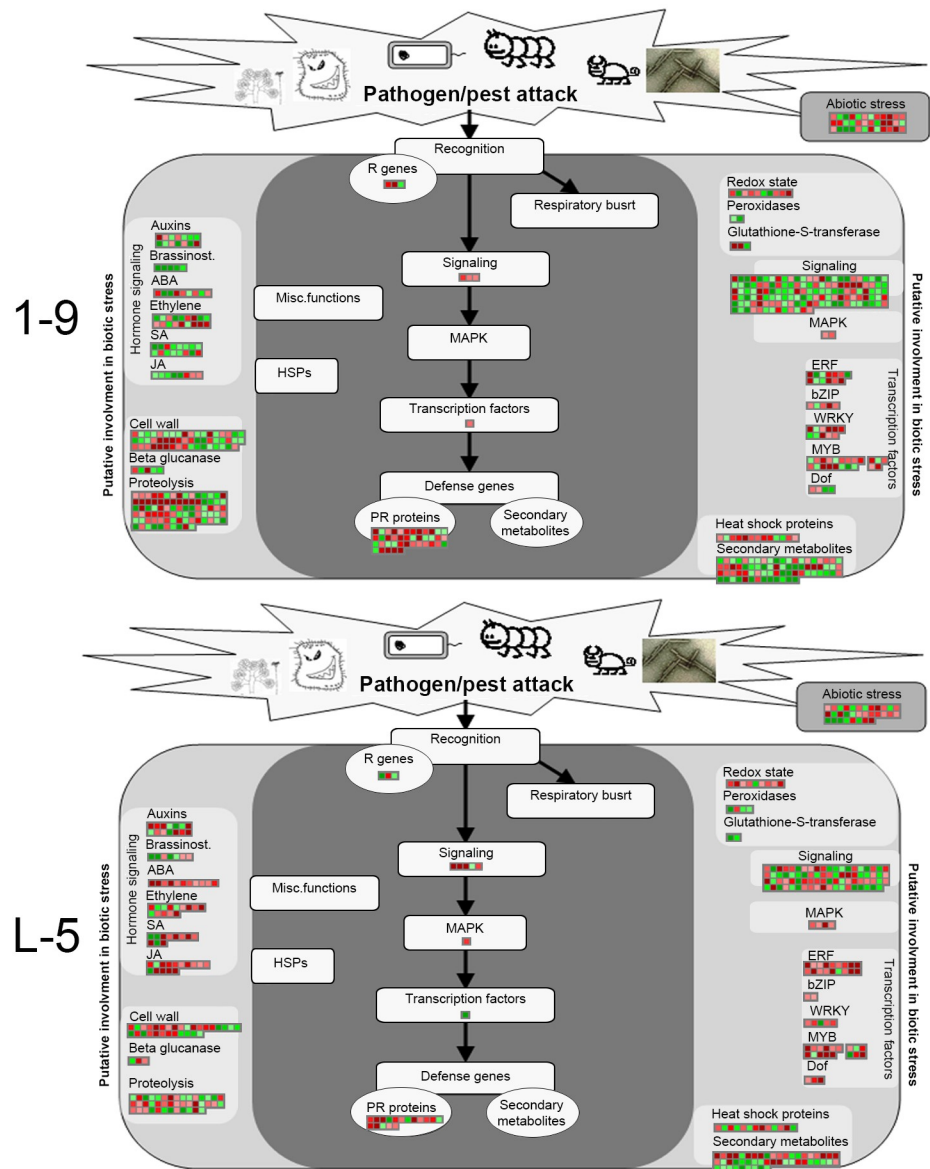 1-9
Pathogen/pest attack
Abiotic stress
Recognition
R genes
Respiratory busrt
Signaling
Misc.functions
MAPK
HSPs
Transcription factors
Defense genes
PR proteins
Secondary
metabolites
Putative involvment in biotic stress
Hormone signaling
Auxins
Brassinost.
ABA
Ethylene
SA
JA
Cell wall
Beta glucanase
Proteolysis
Redox state
Peroxidases
Glutathione-S-transferase
Signaling
MAPK
ERF
bZIP
WRKY
MYB
Dof
Transcription factors
Putative involvment in biotic stress
Heat shock proteins
Secondary metabolites
L-5
Pathogen/pest attack
Abiotic stress
Recognition
R genes
Respiratory busrt
Signaling
Misc.functions
MAPK
HSPs
Transcription factors
Defense genes
PR proteins
Secondary
metabolites
Putative involvment in biotic stress
Hormone signaling
Auxins
Brassinost.
ABA
Ethylene
SA
JA
Cell wall
Beta glucanase
Proteolysis
Redox state
Peroxidases
Glutathione-S-transferase
Signaling
MAPK
ERF
bZIP
WRKY
MYB
Dof
Transcription factors
Putative involvment in biotic stress
Heat shock proteins
Secondary metabolites